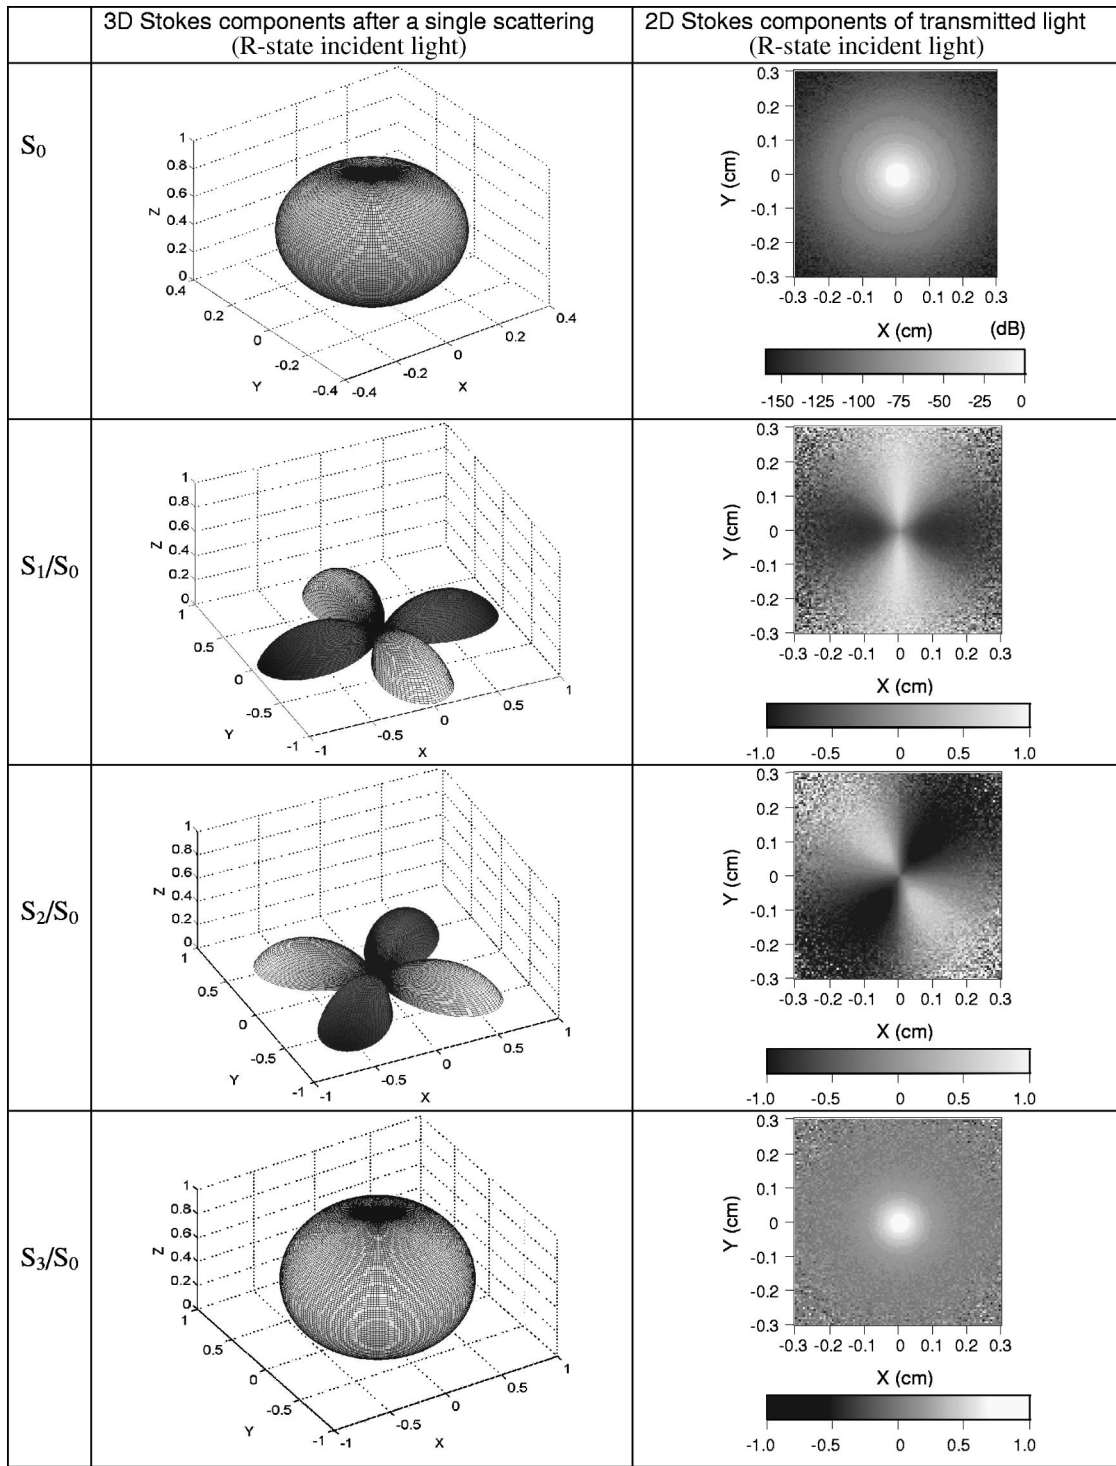 3D Stokes components after a single scattering
(R-state incident light)
2D Stokes components of transmitted light
(R-state incident light)
S0
1
0.8
0.6
0.4
0.2
0
Z
0.4
0.2
0
-0.2
-0.4
Y
-0.4
-0.2
0
0.2
0.4
X
0.3
0.2
0.1
0
-0.1
-0.2
-0.3
Y (cm)
-0.3 -0.2 -0.1 0 0.1 0.2 0.3
X (cm) (dB)
-150 -125 -100 -75 -50 -25 0
S1/S0
1
0.8
0.6
0.4
0.2
0
Z
1
0.5
0
-0.5
-1
Y
-1
-0.5
0
0.5
1
X
0.3
0.2
0.1
0
-0.1
-0.2
-0.3
Y (cm)
-0.3 -0.2 -0.1 0 0.1 0.2 0.3
X (cm)
-1.0 -0.5 0 0.5 1.0
S2/S0
1
0.8
0.6
0.4
0.2
0
Z
1
0.5
0
-0.5
-1
Y
-1
-0.5
0
0.5
1
X
0.3
0.2
0.1
0
-0.1
-0.2
-0.3
Y (cm)
-0.3 -0.2 -0.1 0 0.1 0.2 0.3
X (cm)
-1.0 -0.5 0 0.5 1.0
S3/S0
1
0.8
0.6
0.4
0.2
0
Z
1
0.5
0
-0.5
-1
Y
-1
-0.5
0
0.5
1
X
0.3
0.2
0.1
0
-0.1
-0.2
-0.3
Y (cm)
-0.3 -0.2 -0.1 0 0.1 0.2 0.3
X (cm)
-1.0 -0.5 0 0.5 1.0